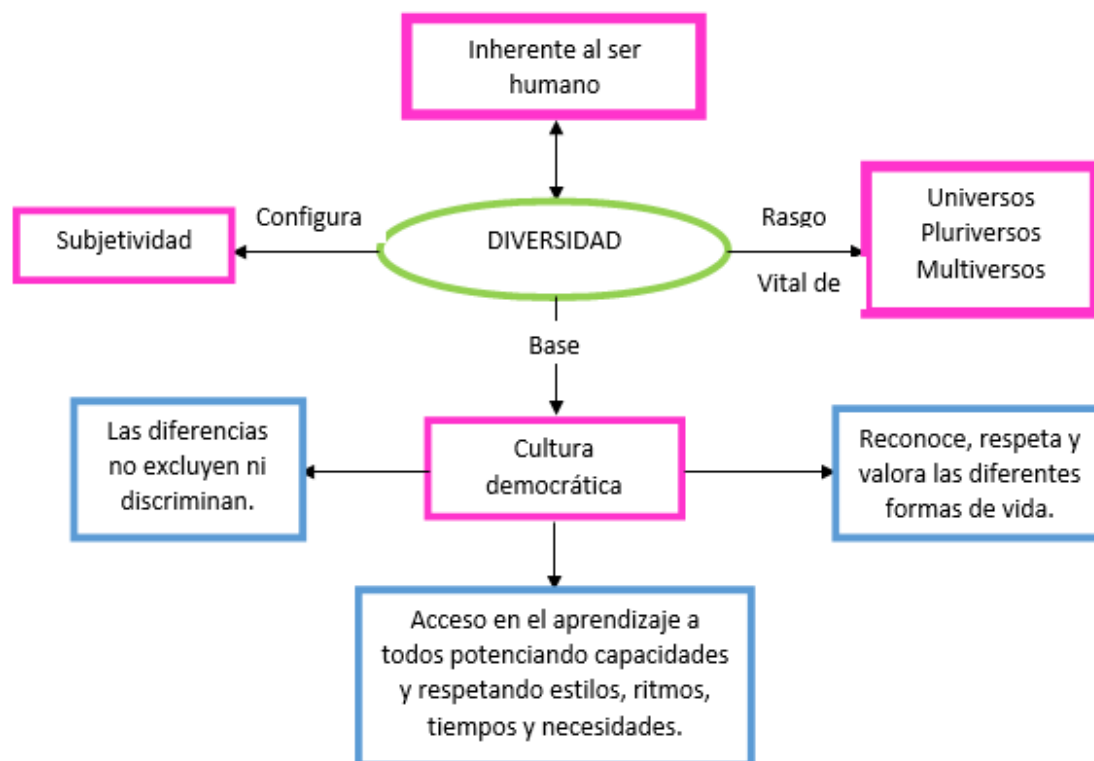 Inherente al ser
humano
Subjetividad
Configura
DIVERSIDAD
Rasgo
Vital de
Universos
Pluriversos
Multiversos
Base
Las diferencias
no excluyen ni
discriminan.
Cultura
democrática
Reconoce, respeta y
valora las diferentes
formas de vida.
Acceso en el aprendizaje a
todos potenciando capacidades
y respetando estilos, ritmos,
tiempos y necesidades.